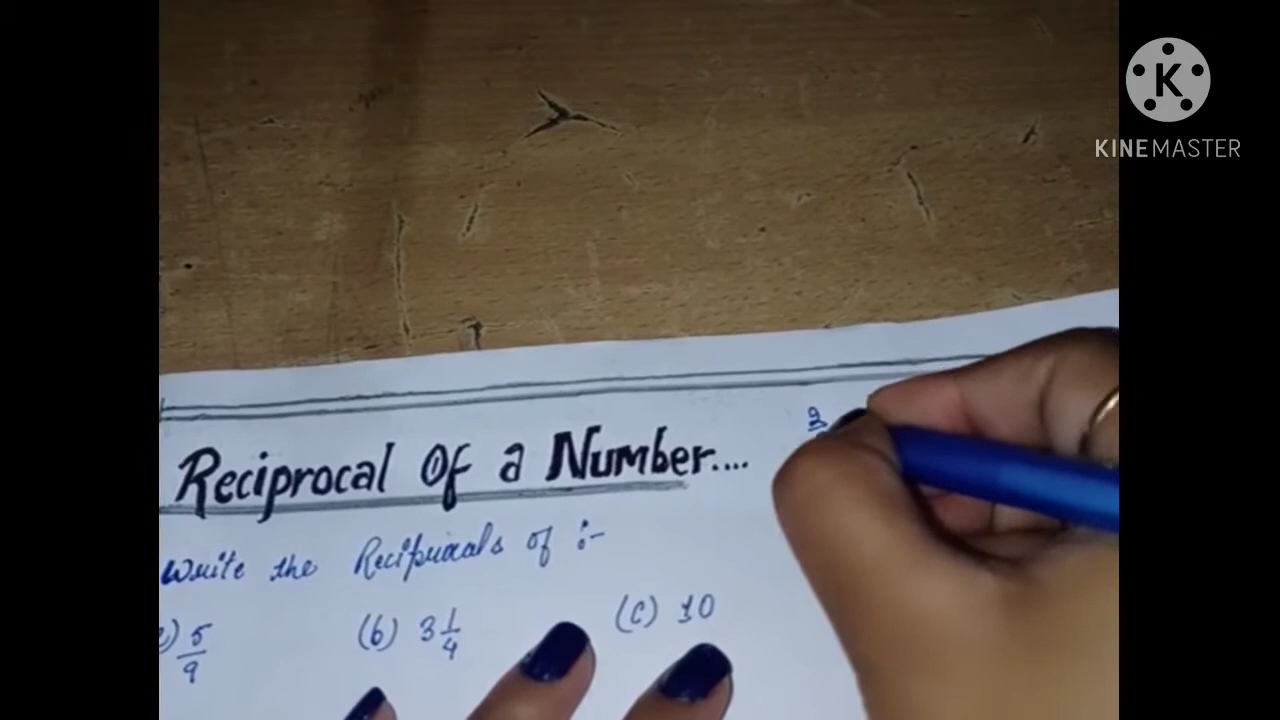 KINEMASTER
Reciprocal Of a Number....
Write the Reciprocals of :-
5/9 (b) 3 1/4 (c) 10